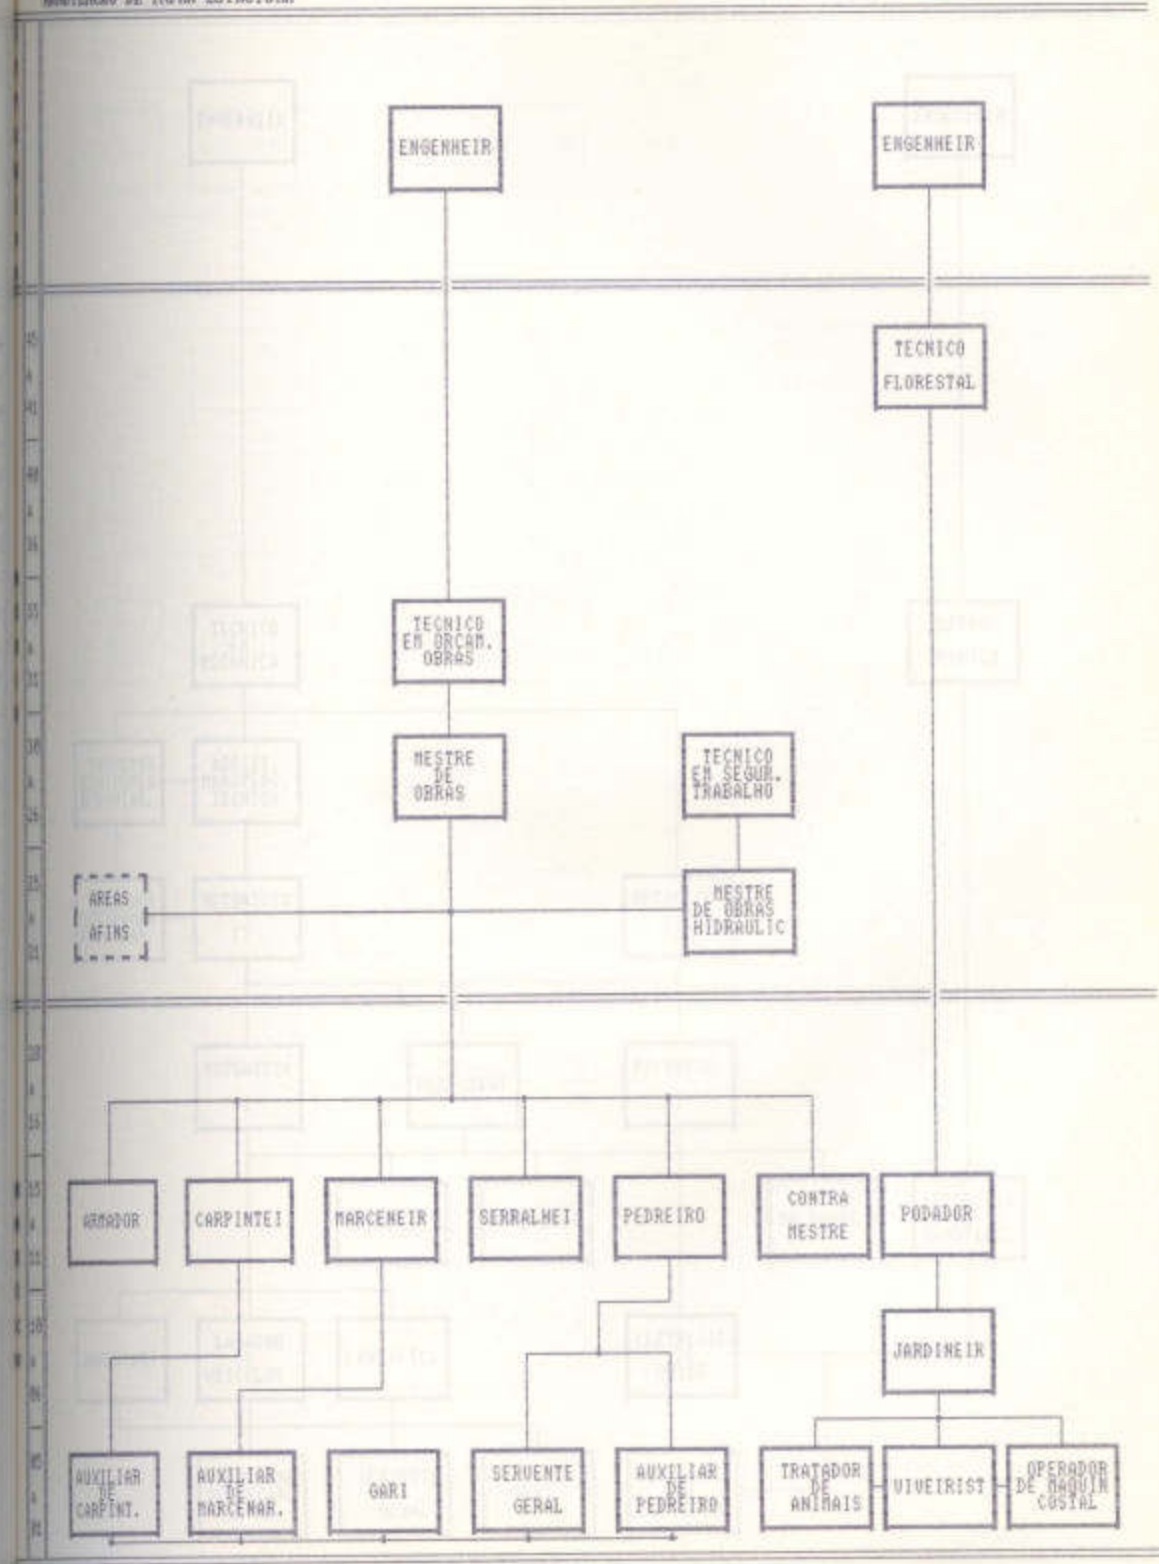 ENGENHEIR
ENGENHEIR
TECNICO
FLORESTAL
TECNICO
EM ORCAM.
OBRAS
MESTRE
DE
OBRAS
TECNICO
EM SEGUR.
TRABALHO
AREAS
AFINS
MESTRE
DE OBRAS
HIDRAULIC
ARMADOR
CARPINTEI
MARCENEIR
SERRALHEI
PEDREIRO
CONTRA
MESTRE
PODADOR
JARDINEIR
AUXILIAR
DE
CARPINT.
AUXILIAR
DE
MARCENAR.
GARI
SERVENTE
GERAL
AUXILIAR
DE
PEDREIRO
TRATADOR
DE
ANIMAIS
VIVEIRIST
OPERADOR
DE MAQUIN
COSTAL